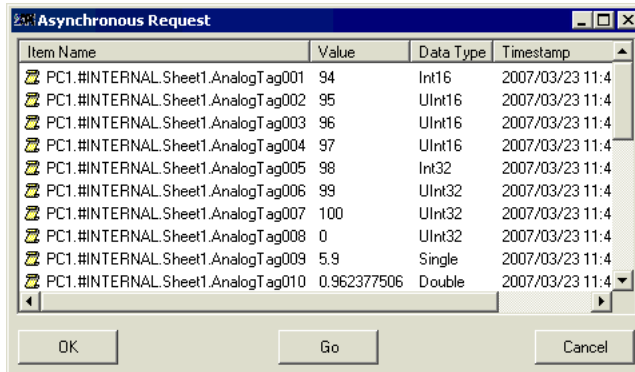 Asynchronous Request
Item Name Value Data Type Timestamp
PC1.#INTERNAL.Sheet1.AnalogTag001 94 Int16 2007/03/23 11:4
PC1.#INTERNAL.Sheet1.AnalogTag002 95 UInt16 2007/03/23 11:4
PC1.#INTERNAL.Sheet1.AnalogTag003 96 UInt16 2007/03/23 11:4
PC1.#INTERNAL.Sheet1.AnalogTag004 97 UInt16 2007/03/23 11:4
PC1.#INTERNAL.Sheet1.AnalogTag005 98 Int32 2007/03/23 11:4
PC1.#INTERNAL.Sheet1.AnalogTag006 99 UInt32 2007/03/23 11:4
PC1.#INTERNAL.Sheet1.AnalogTag007 100 UInt32 2007/03/23 11:4
PC1.#INTERNAL.Sheet1.AnalogTag008 0 UInt32 2007/03/23 11:4
PC1.#INTERNAL.Sheet1.AnalogTag009 5.9 Single 2007/03/23 11:4
PC1.#INTERNAL.Sheet1.AnalogTag010 0.962377506 Double 2007/03/23 11:4
OK Go Cancel